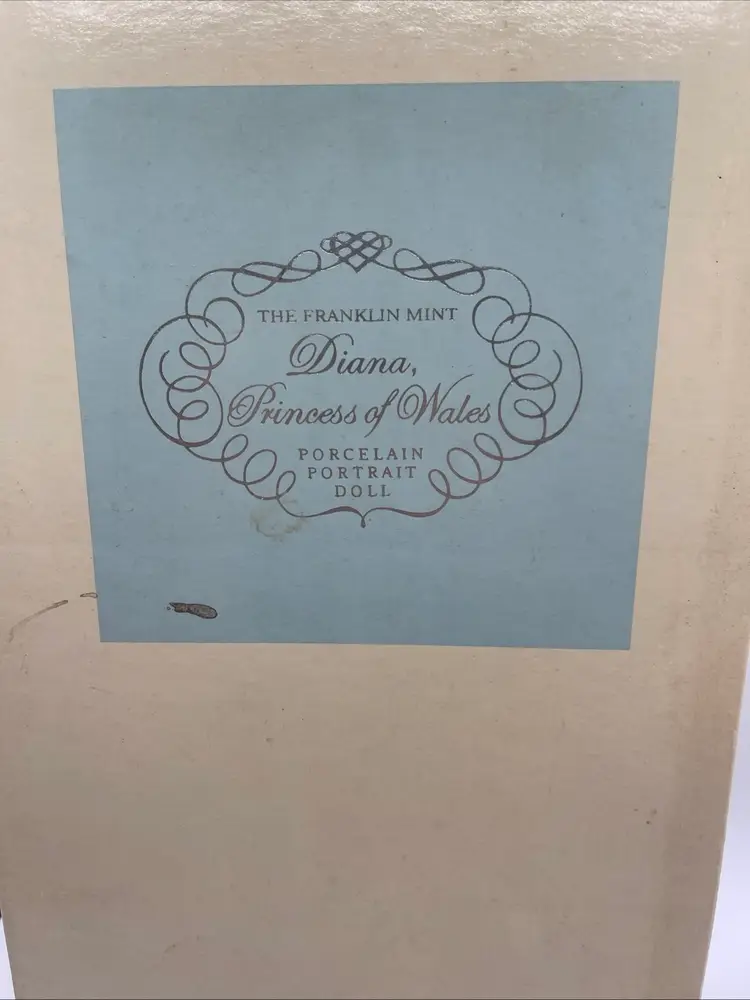 THE FRANKLIN MINT
Diana,
Princess of Wales
PORCELAIN
PORTRAIT
DOLL